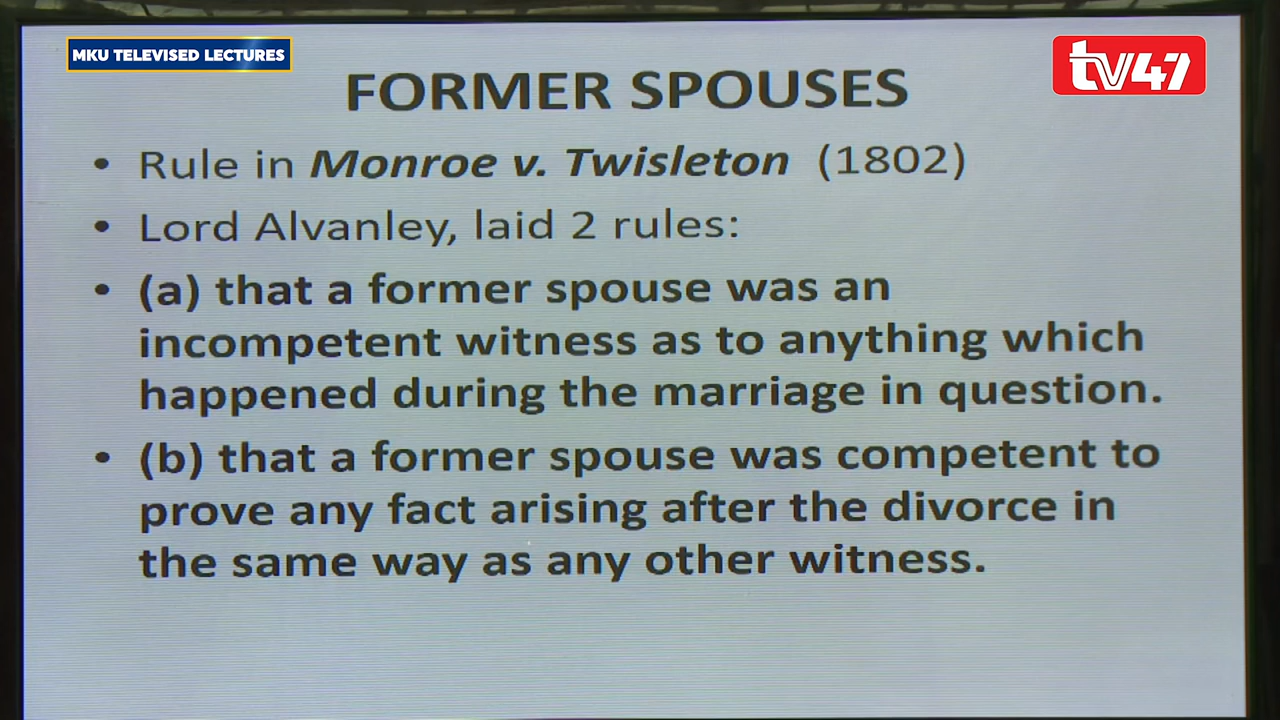 MKU TELEVISED LECTURES
tv47
FORMER SPOUSES
• Rule in Monroe v. Twisleton (1802)
• Lord Alvanley, laid 2 rules:
• (a) that a former spouse was an
incompetent witness as to anything which
happened during the marriage in question.
• (b) that a former spouse was competent to
prove any fact arising after the divorce in
the same way as any other witness.